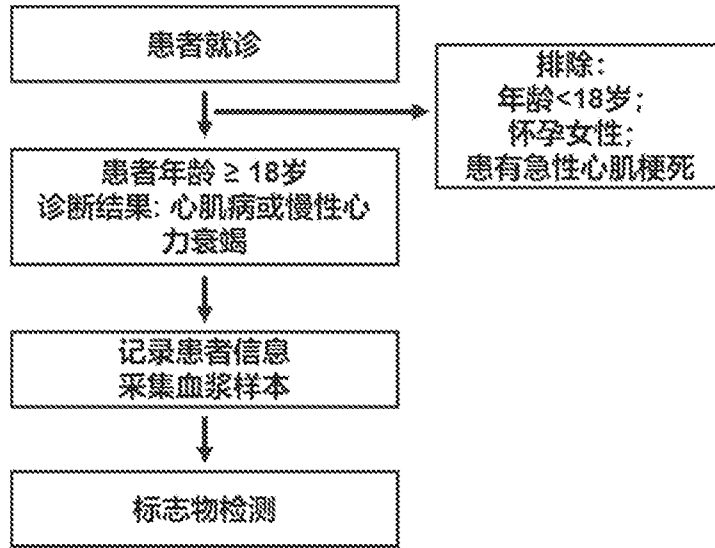 患者就诊
排除：
年龄<18岁；
怀孕女性；
患有急性心肌梗死
患者年龄 ≥ 18岁
诊断结果: 心肌病或慢性心
力衰竭
记录患者信息
采集血浆样本
标志物检测